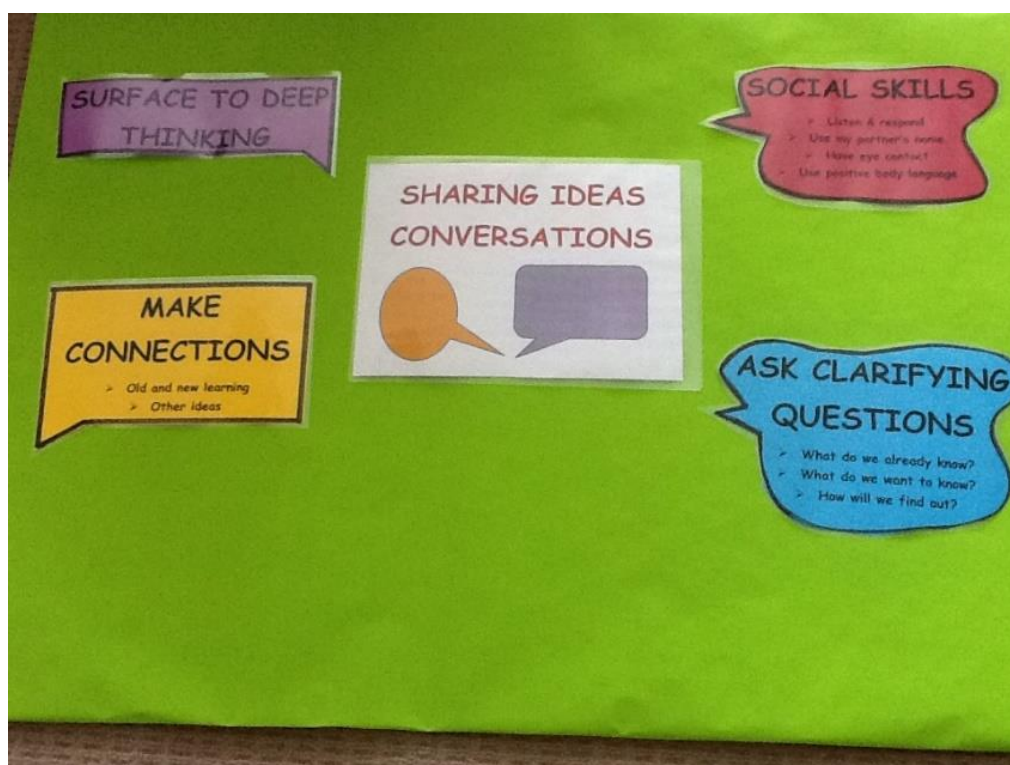 SURFACE TO DEEP
THINKING
SOCIAL SKILLS
➢ Listen & respond
➢ Use my partner's name
➢ Have eye contact
➢ Use positive body language
SHARING IDEAS
CONVERSATIONS
MAKE
CONNECTIONS
➢ Old and new learning
➢ Other ideas
ASK CLARIFYING
QUESTIONS
➢ What do we already know?
➢ What do we want to know?
➢ How will we find out?